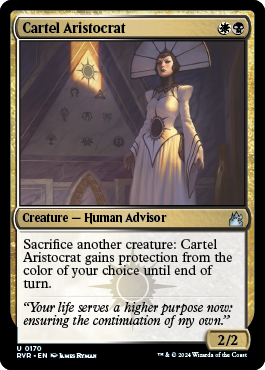 Cartel Aristocrat
Creature — Human Advisor
Sacrifice another creature: Cartel
Aristocrat gains protection from the
color of your choice until end of
turn.
“Your life serves a higher purpose now:
ensuring the continuation of my own.”
2/2
U 0170
RVR • EN JAMES RYMAN
™ & © 2024 Wizards of the Coast